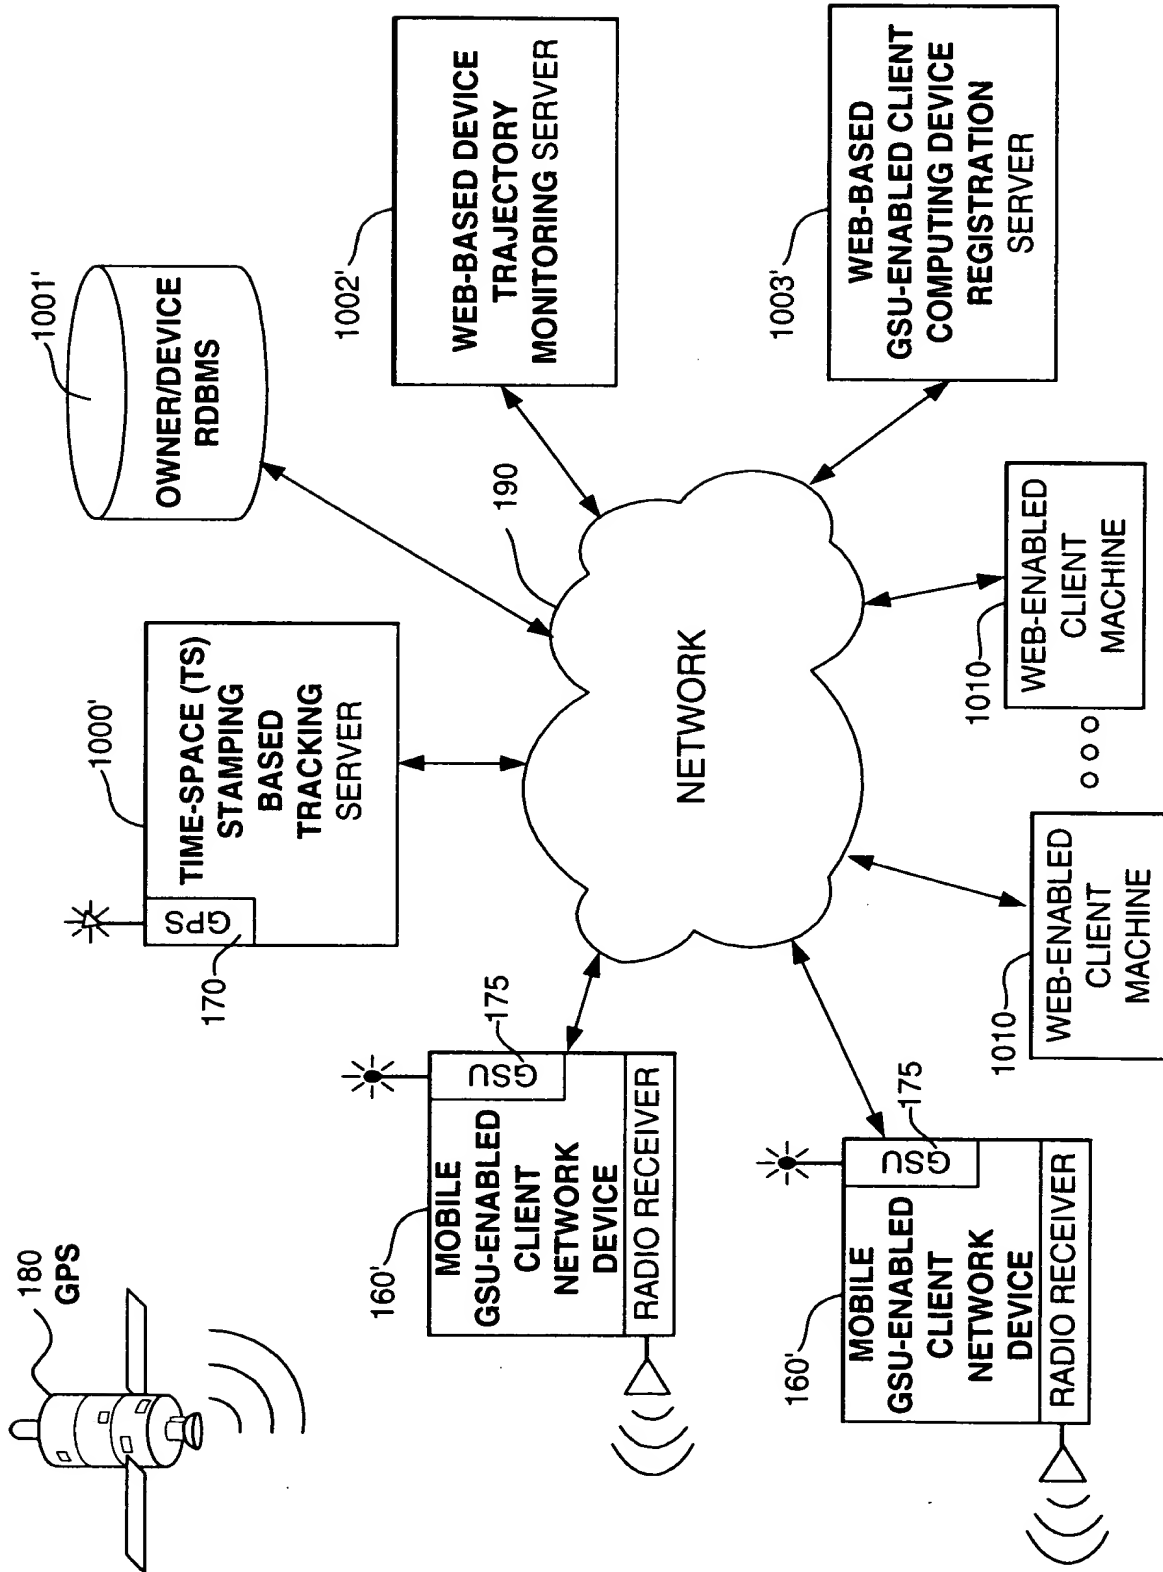 180
GPS
170
GPS
1000'
TIME-SPACE (TS)
STAMPING
BASED
TRACKING
SERVER
1001'
OWNER/DEVICE
RDBMS
160'
MOBILE
GSU-ENABLED
CLIENT
NETWORK
DEVICE
GSU
175
RADIO RECEIVER
190
NETWORK
1002'
WEB-BASED DEVICE
TRAJECTORY
MONITORING SERVER
160'
MOBILE
GSU-ENABLED
CLIENT
NETWORK
DEVICE
GSU
175
RADIO RECEIVER
1003'
WEB-BASED
GSU-ENABLED CLIENT
COMPUTING DEVICE
REGISTRATION
SERVER
1010
WEB-ENABLED
CLIENT
MACHINE
1010
WEB-ENABLED
CLIENT
MACHINE